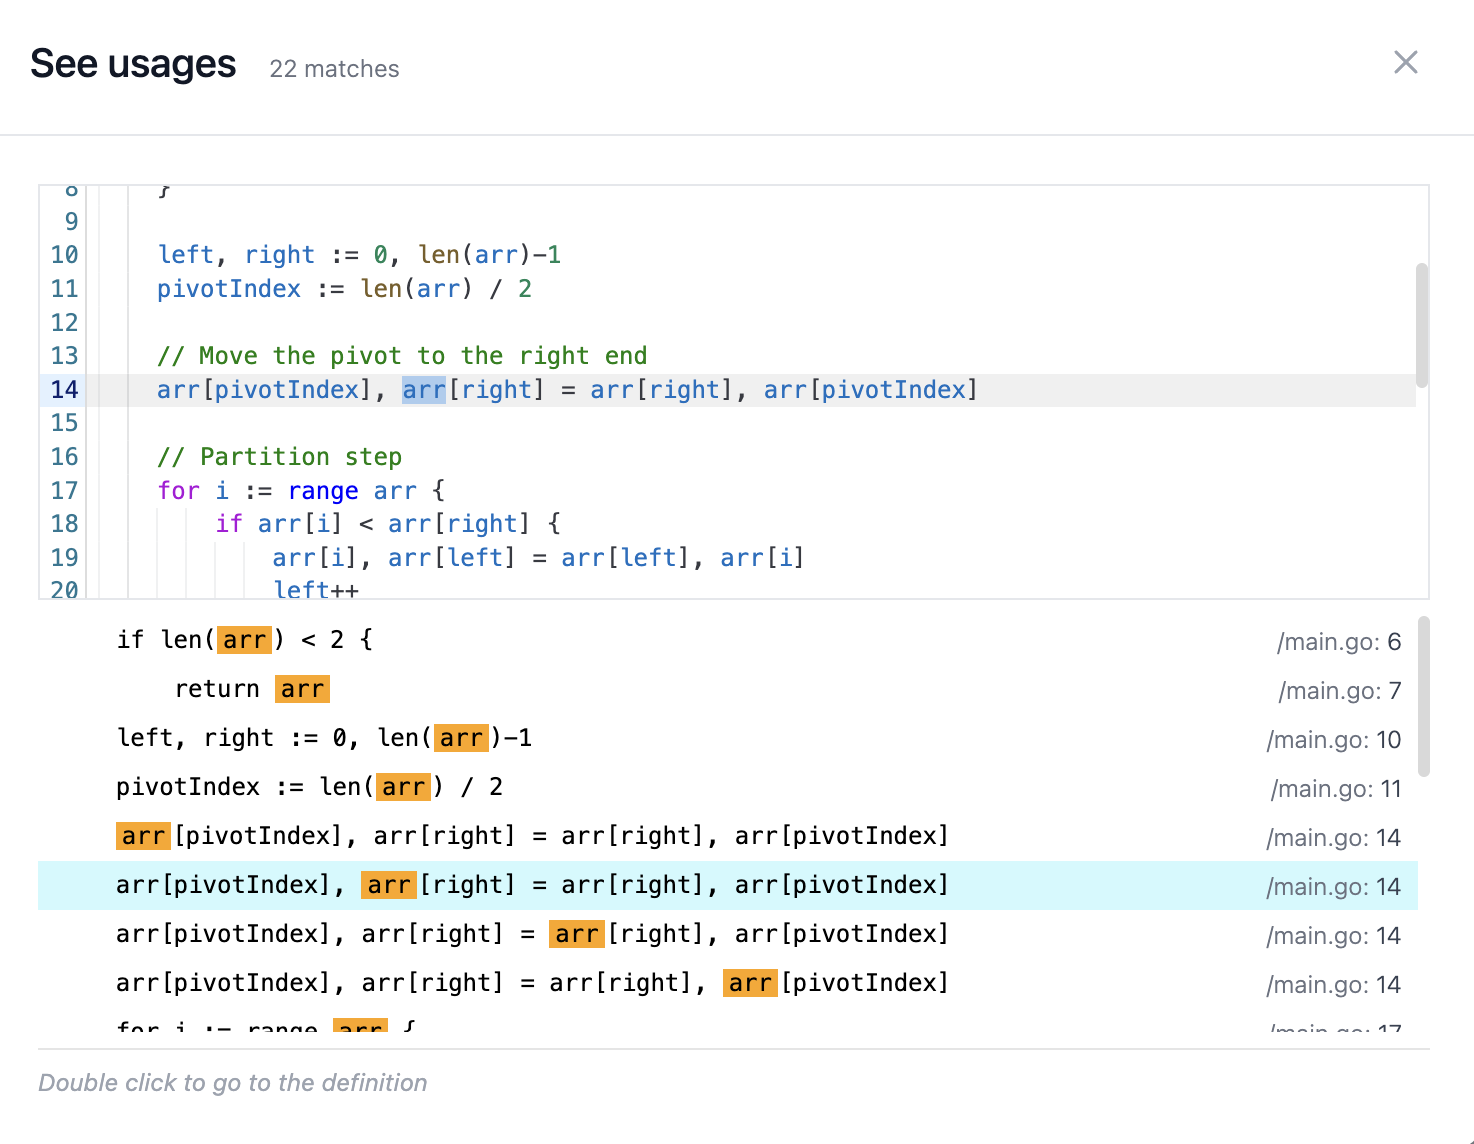 See usages 22 matches
8 }
9
10 left, right := 0, len(arr)-1
11 pivotIndex := len(arr) / 2
12
13 // Move the pivot to the right end
14 arr[pivotIndex], arr[right] = arr[right], arr[pivotIndex]
15
16 // Partition step
17 for i := range arr {
18 if arr[i] < arr[right] {
19 arr[i], arr[left] = arr[left], arr[i]
20 left++
if len(arr) < 2 { /main.go: 6
return arr /main.go: 7
left, right := 0, len(arr)-1 /main.go: 10
pivotIndex := len(arr) / 2 /main.go: 11
arr[pivotIndex], arr[right] = arr[right], arr[pivotIndex] /main.go: 14
arr[pivotIndex], arr[right] = arr[right], arr[pivotIndex] /main.go: 14
arr[pivotIndex], arr[right] = arr[right], arr[pivotIndex] /main.go: 14
arr[pivotIndex], arr[right] = arr[right], arr[pivotIndex] /main.go: 14
for i := range arr { /main.go: 17
Double click to go to the definition